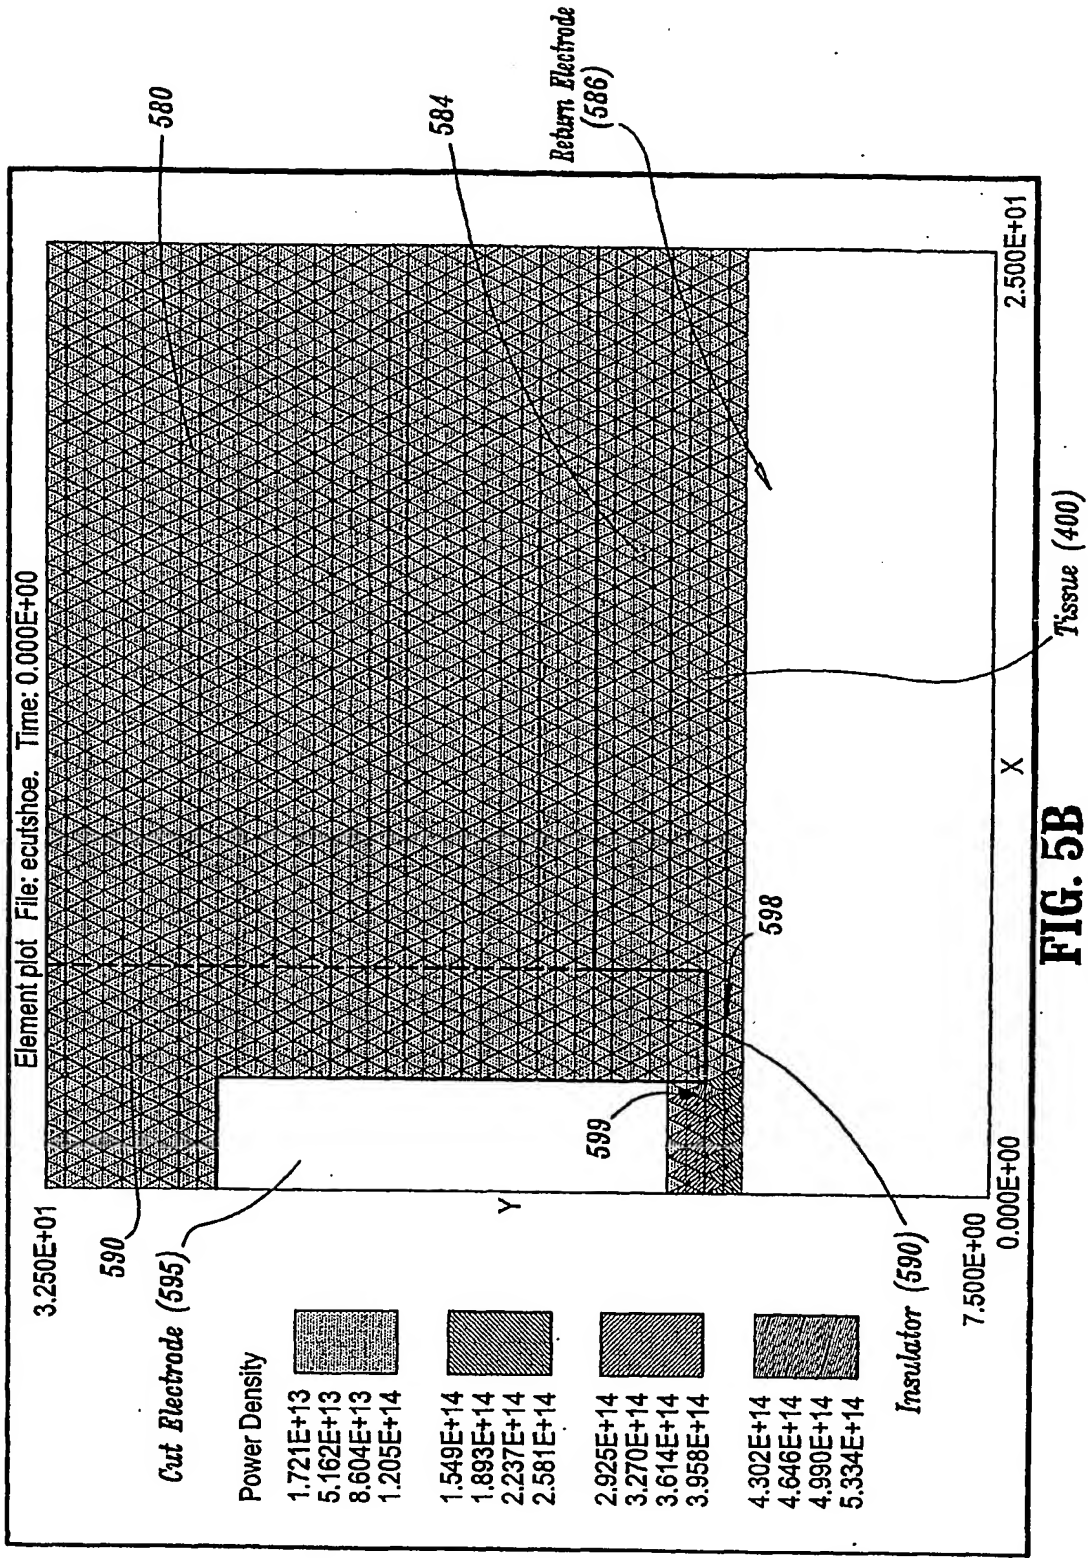 Element plot   File: ecutshoe.   Time: 0.000E+00
3.250E+01
590
580
Cut Electrode (595)
584
Return Electrode
(586)
Y
599
598
Power Density
1.721E+13
5.162E+13
8.604E+13
1.205E+14
1.549E+14
1.893E+14
2.237E+14
2.581E+14
2.925E+14
3.270E+14
3.614E+14
3.958E+14
4.302E+14
4.646E+14
4.990E+14
5.334E+14
Insulator (590)
7.500E+00
0.000E+00
X
2.500E+01
Tissue (400)
FIG. 5B